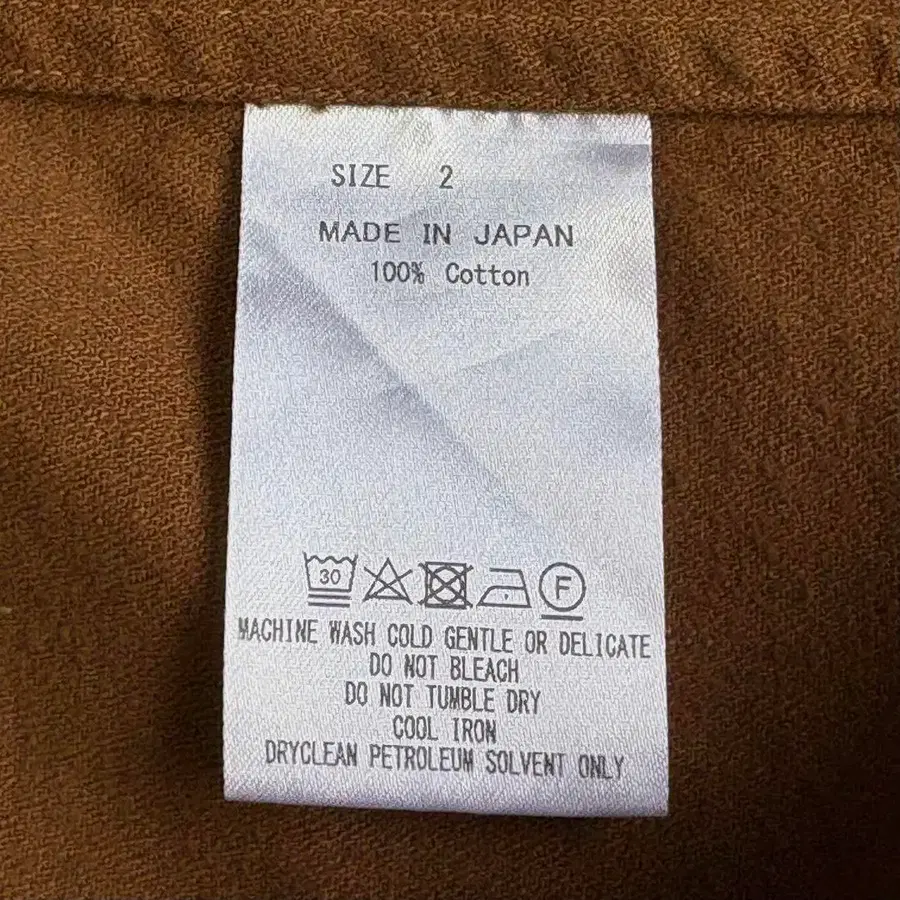 SIZE 2
MADE IN JAPAN
100% Cotton
30 F
MACHINE WASH COLD GENTLE OR DELICATE
DO NOT BLEACH
DO NOT TUMBLE DRY
COOL IRON
DRYCLEAN PETROLEUM SOLVENT ONLY